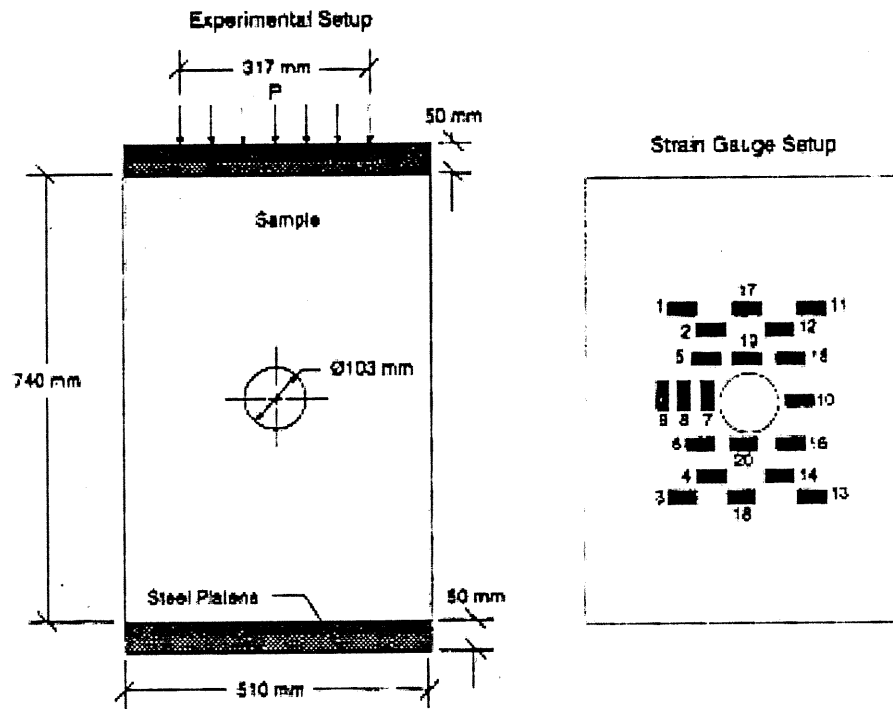 Experimental Setup
317 mm
P
50 mm
Sample
740 mm
Ø103 mm
Steel Platens
50 mm
510 mm
Strain Gauge Setup
17
1
11
2
12
19
5
15
10
9 8 7
6
16
20
4
14
3
13
18